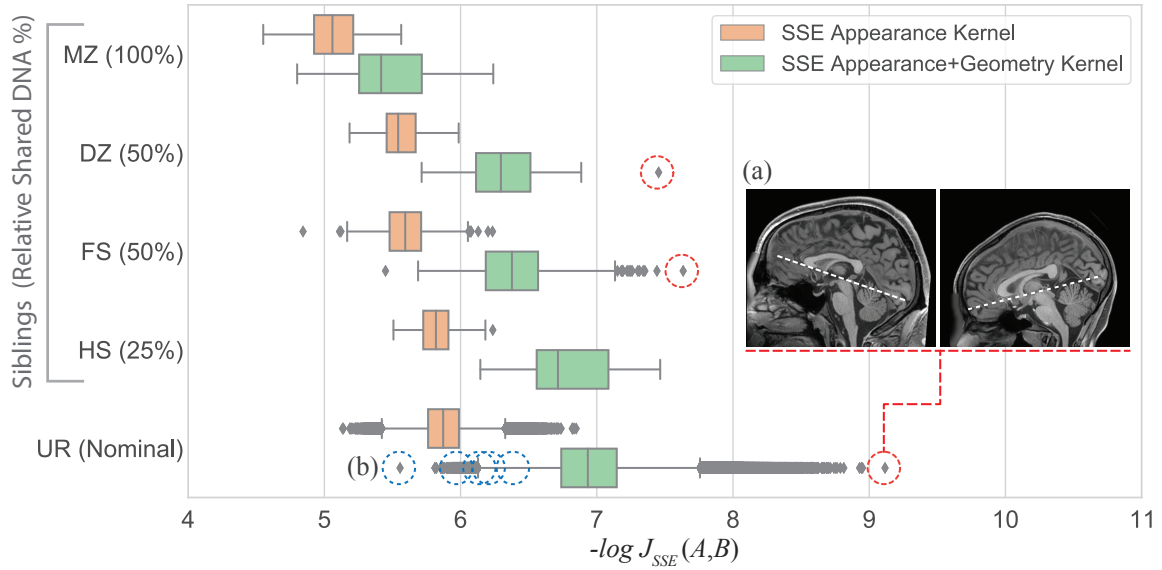 Siblings (Relative Shared DNA %)
MZ (100%)
DZ (50%)
FS (50%)
HS (25%)
UR (Nominal)
SSE Appearance Kernel
SSE Appearance+Geometry Kernel
(a)
(b)
4 5 6 7 8 9 10 11
-log J_SSE (A,B)